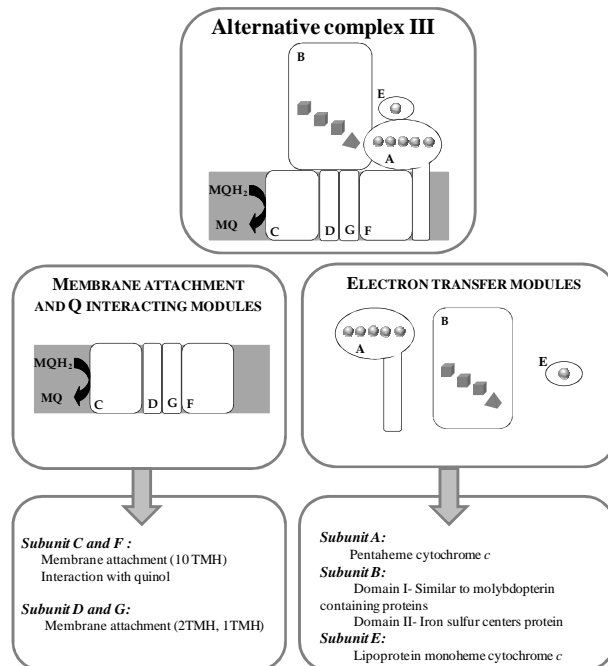 Alternative complex III
B
E
A
MQH₂
MQ
C
D
G
F
MEMBRANE ATTACHMENT
AND Q INTERACTING MODULES
MQH₂
MQ
C
D
G
F
ELECTRON TRANSFER MODULES
A
B
E
Subunit C and F :
Membrane attachment (10 TMH)
Interaction with quinol
Subunit D and G:
Membrane attachment (2TMH, 1TMH)
Subunit A:
Pentaheme cytochrome c
Subunit B:
Domain I- Similar to molybdopterin
containing proteins
Domain II- Iron sulfur centers protein
Subunit E:
Lipoprotein monoheme cytochrome c